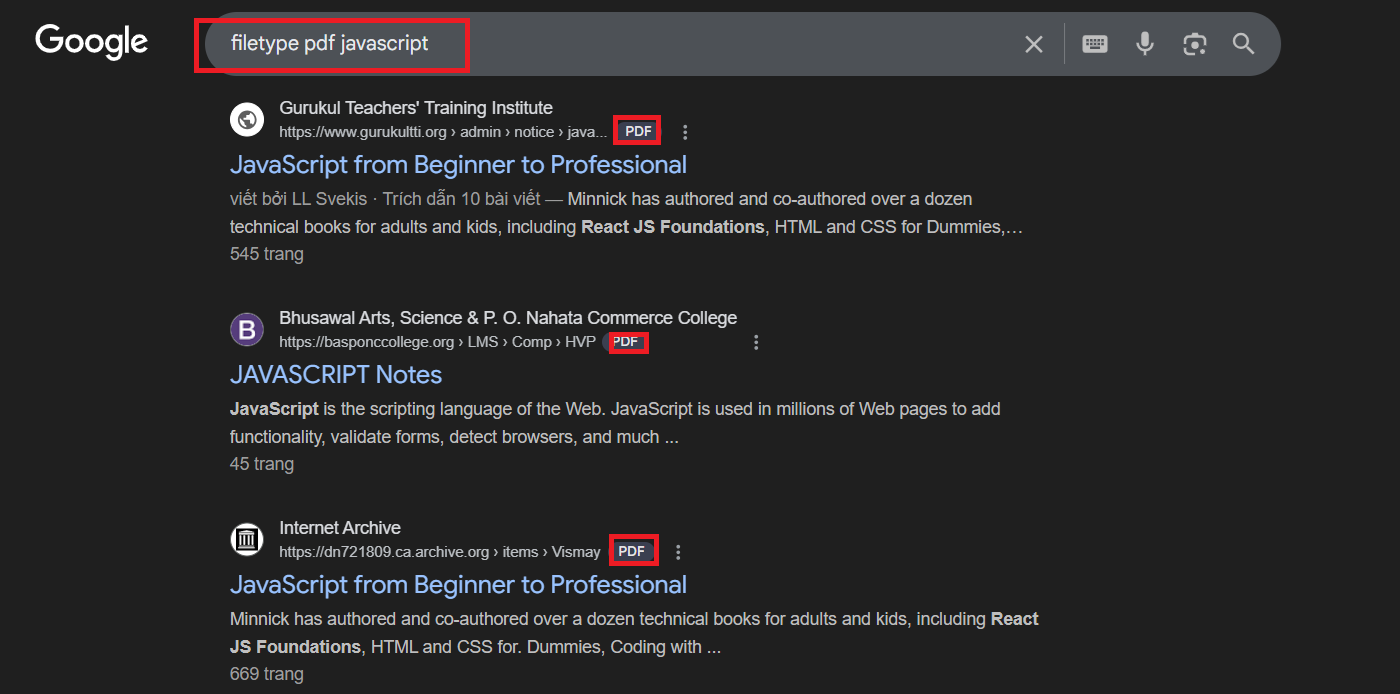 Google
filetype pdf javascript
Gurukul Teachers' Training Institute
https://www.gurukultti.org › admin › notice › java... PDF
JavaScript from Beginner to Professional
viết bởi LL Svekis · Trích dẫn 10 bài viết — Minnick has authored and co-authored over a dozen
technical books for adults and kids, including React JS Foundations, HTML and CSS for Dummies,…
545 trang
B
Bhusawal Arts, Science & P. O. Nahata Commerce College
https://basponccollege.org › LMS › Comp › HVP PDF
JAVASCRIPT Notes
JavaScript is the scripting language of the Web. JavaScript is used in millions of Web pages to add
functionality, validate forms, detect browsers, and much ...
45 trang
Internet Archive
https://dn721809.ca.archive.org › items › Vismay PDF
JavaScript from Beginner to Professional
Minnick has authored and co-authored over a dozen technical books for adults and kids, including React
JS Foundations, HTML and CSS for. Dummies, Coding with ...
669 trang